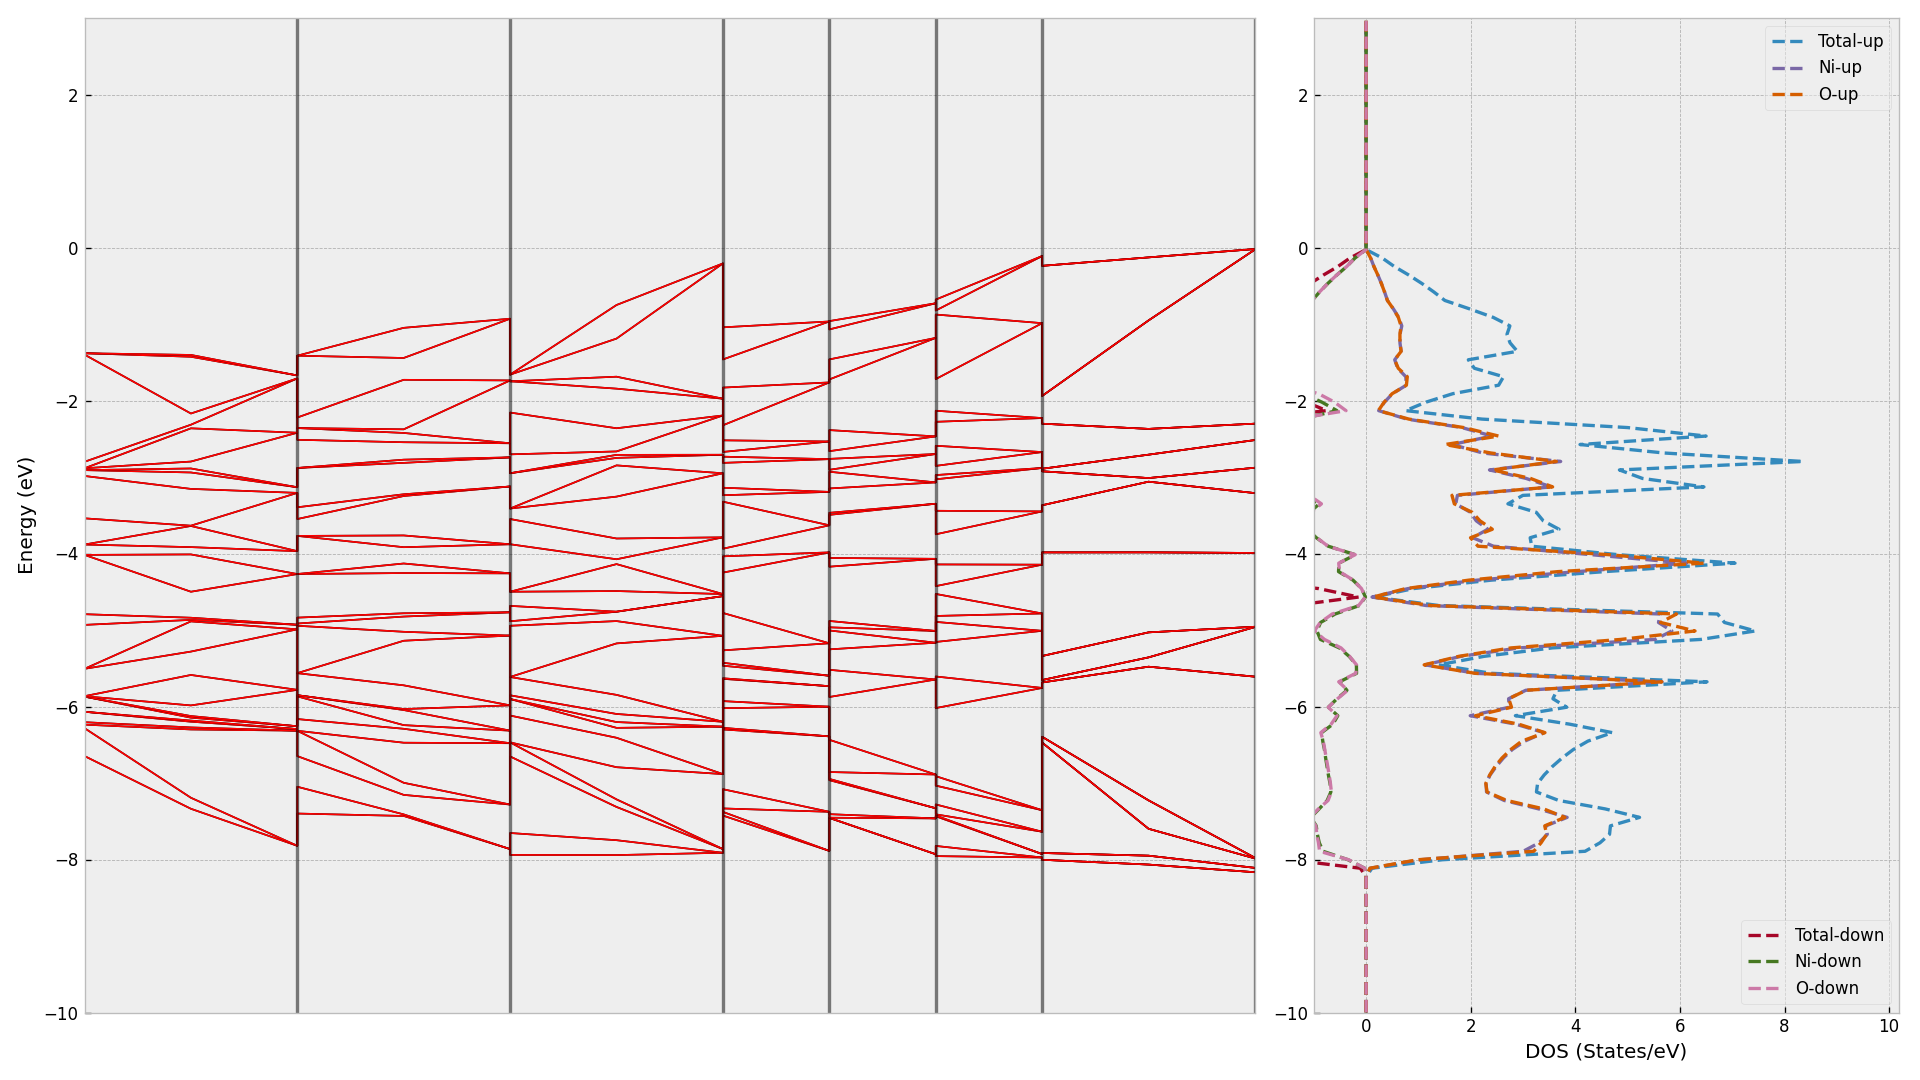 Energy (eV)
2
0
−2
−4
−6
−8
−10
2
0
−2
−4
−6
−8
−10
Total-up
Ni-up
O-up
Total-down
Ni-down
O-down
0 2 4 6 8 10
DOS (States/eV)